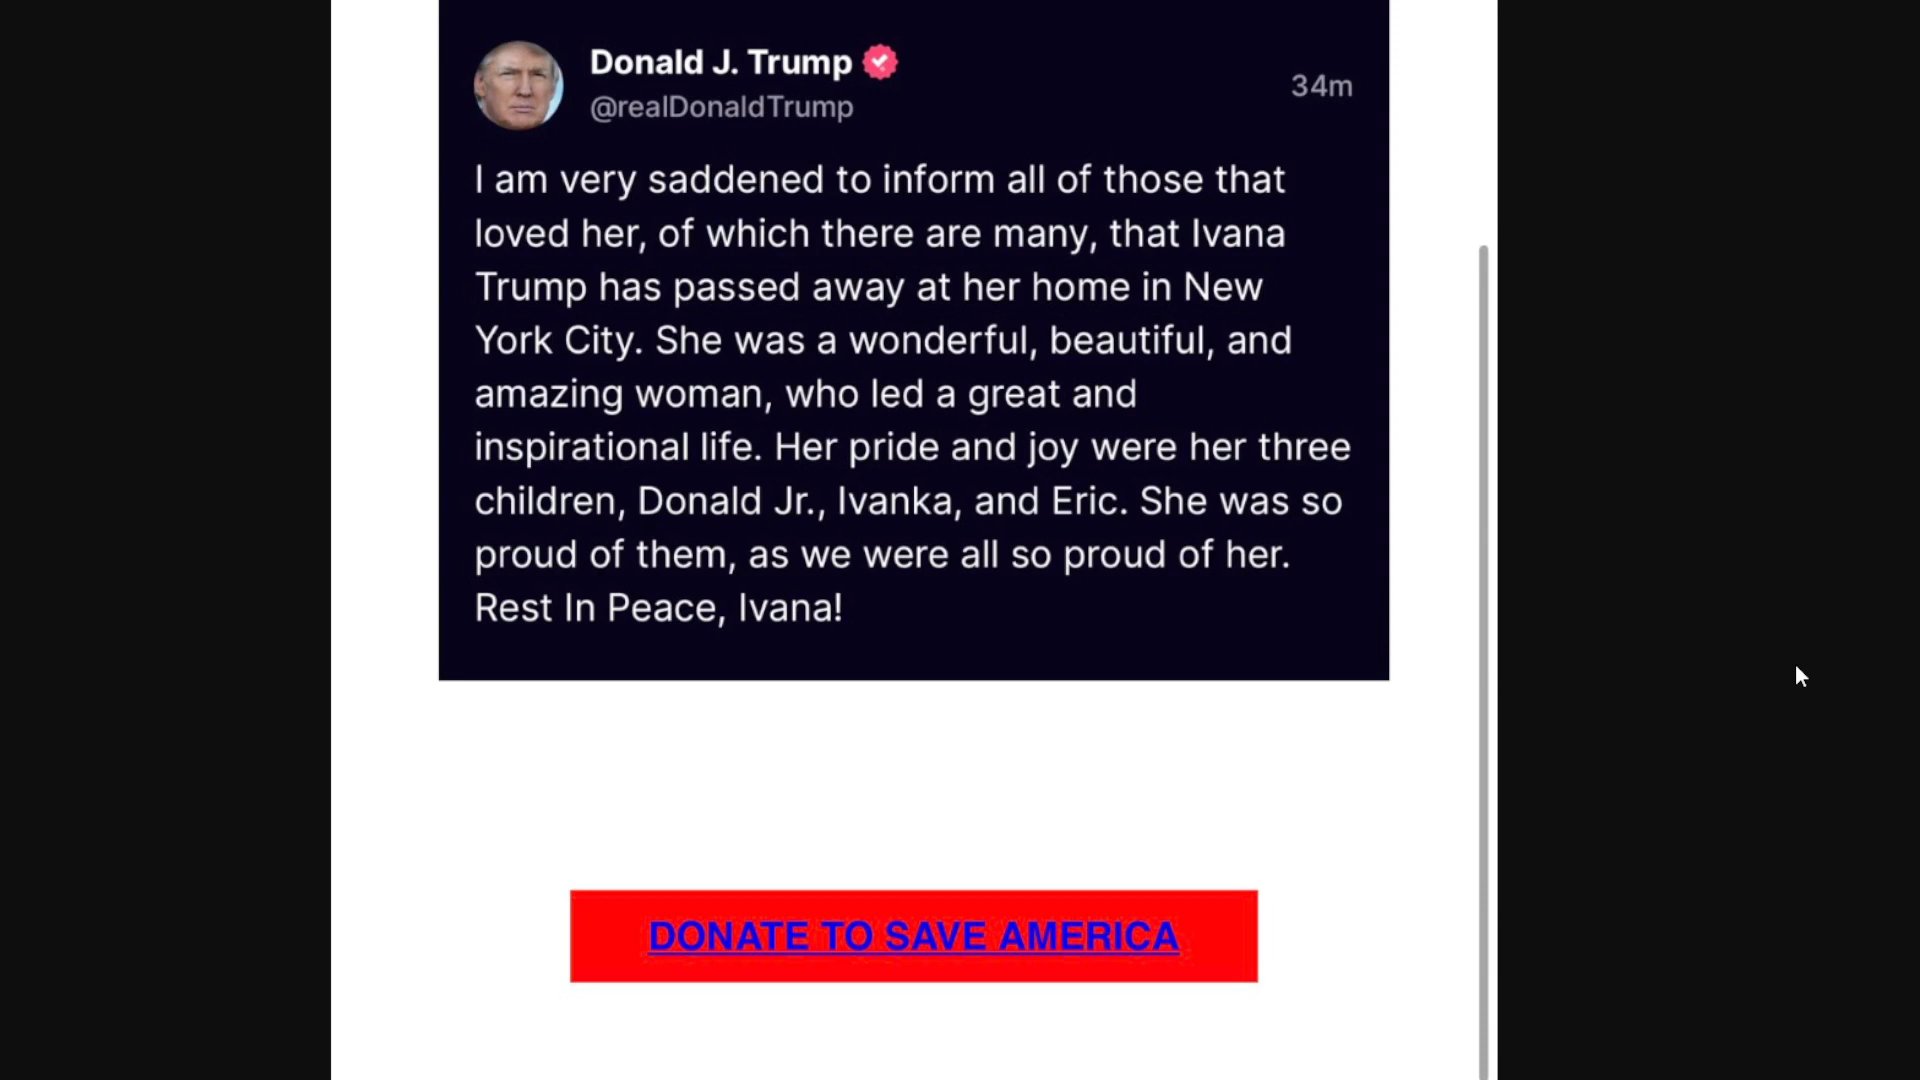 Donald J. Trump
@realDonaldTrump
34m
I am very saddened to inform all of those that
loved her, of which there are many, that Ivana
Trump has passed away at her home in New
York City. She was a wonderful, beautiful, and
amazing woman, who led a great and
inspirational life. Her pride and joy were her three
children, Donald Jr., Ivanka, and Eric. She was so
proud of them, as we were all so proud of her.
Rest In Peace, Ivana!
DONATE TO SAVE AMERICA